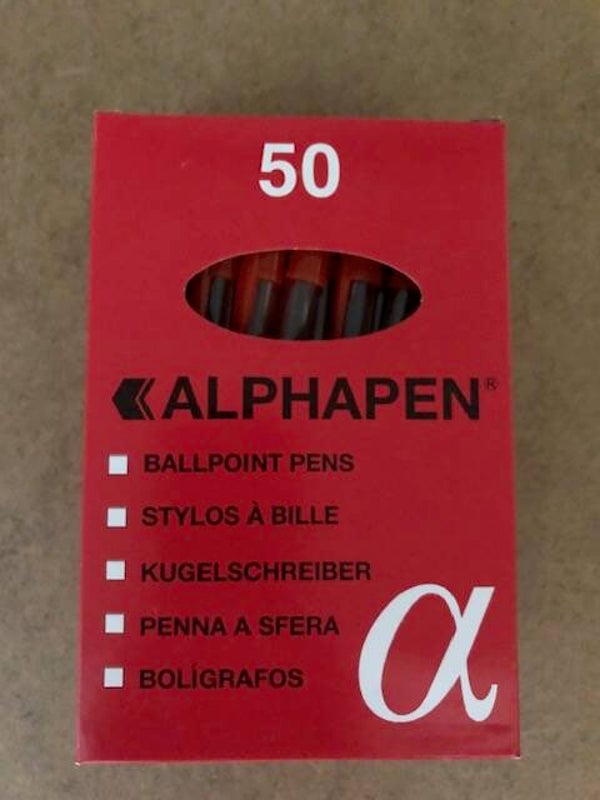 50
ALPHAPEN®
BALLPOINT PENS
STYLOS À BILLE
KUGELSCHREIBER
PENNA A SFERA
BOLÍGRAFOS
α